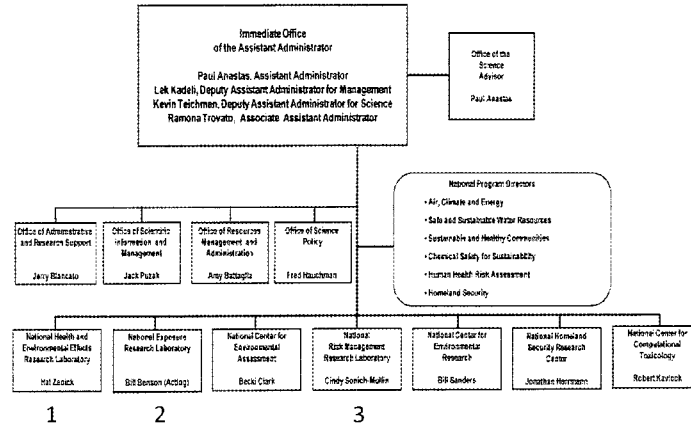 Immediate Office
of the Assistant Administrator
Paul Anastas, Assistant Administrator
Lek Kadeli, Deputy Assistant Administrator for Management
Kevin Teichman, Deputy Assistant Administrator for Science
Ramona Trovato, Associate Assistant Administrator
Office of the
Science
Advisor
Paul Anastas
National Program Directors
• Air, Climate and Energy
• Safe and Sustainable Water Resources
• Sustainable and Healthy Communities
• Chemical Safety for Sustainability
• Human Health Risk Assessment
• Homeland Security
Office of Administrative
and Research Support
Jerry Blancato
Office of Scientific
Information and
Management
Jack Puzak
Office of Resources
Management and
Administration
Amy Battaglia
Office of Science
Policy
Fred Hauchman
National Health and
Environmental Effects
Research Laboratory
Hal Zenick
National Exposure
Research Laboratory
Bill Benson (Acting)
National Center for
Environmental
Assessment
Becki Clark
National
Risk Management
Research Laboratory
Cindy Sonich-Mullin
National Center for
Environmental
Research
Bill Sanders
National Homeland
Security Research
Center
Jonathan Herrmann
National Center for
Computational
Toxicology
Robert Kavlock
1
2
3